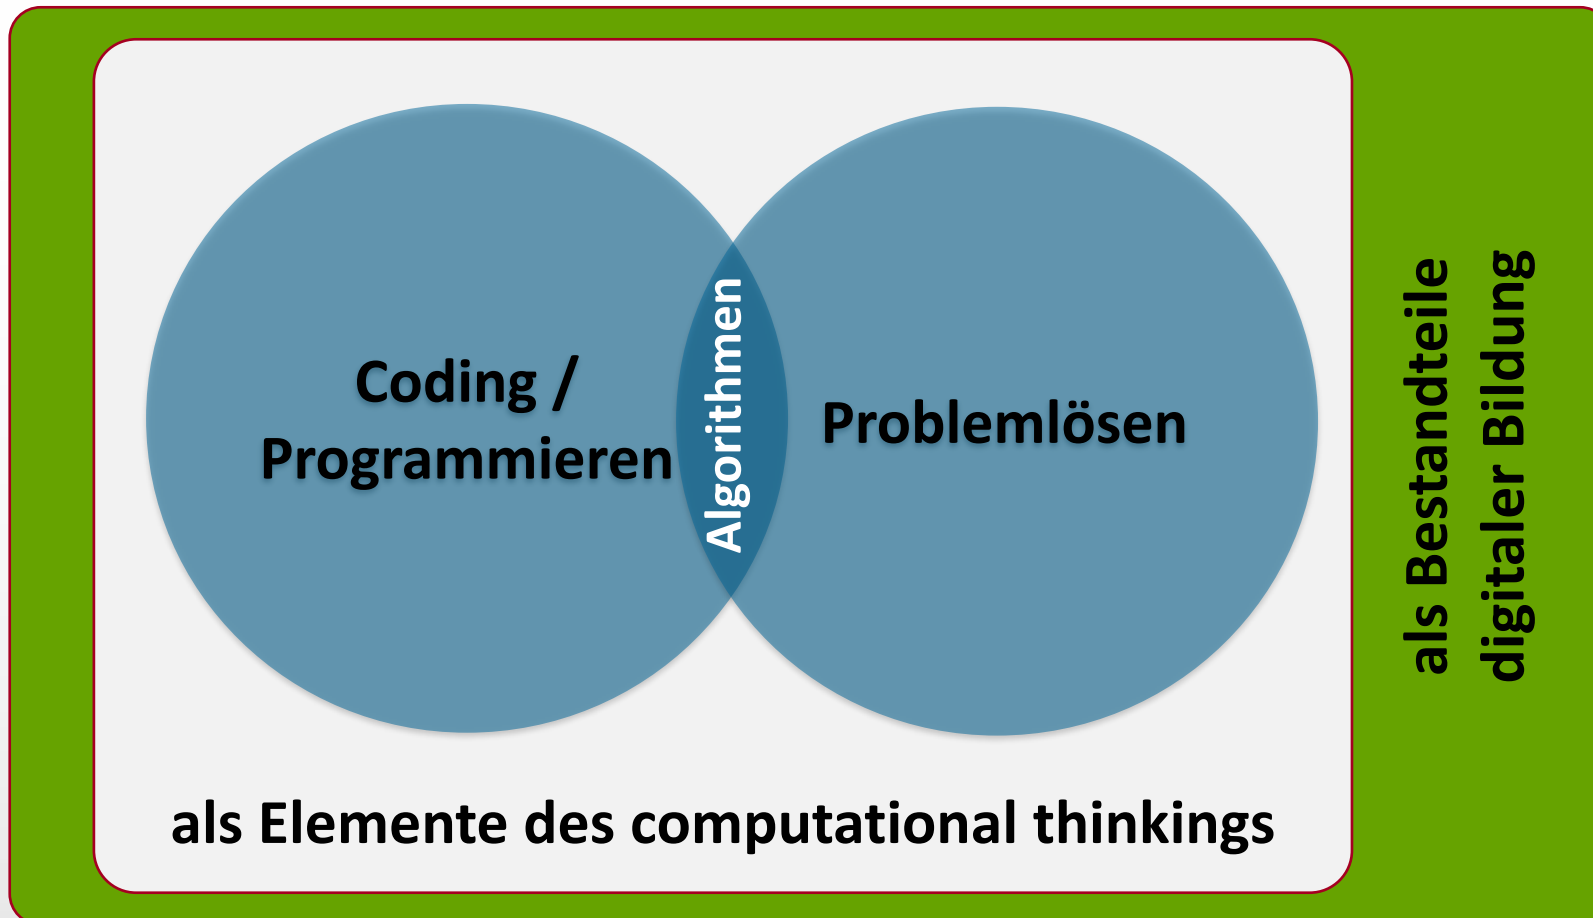 Coding /
Programmieren
Algorithmen
Problemlösen
als Elemente des computational thinkings
als Bestandteile
digitaler Bildung